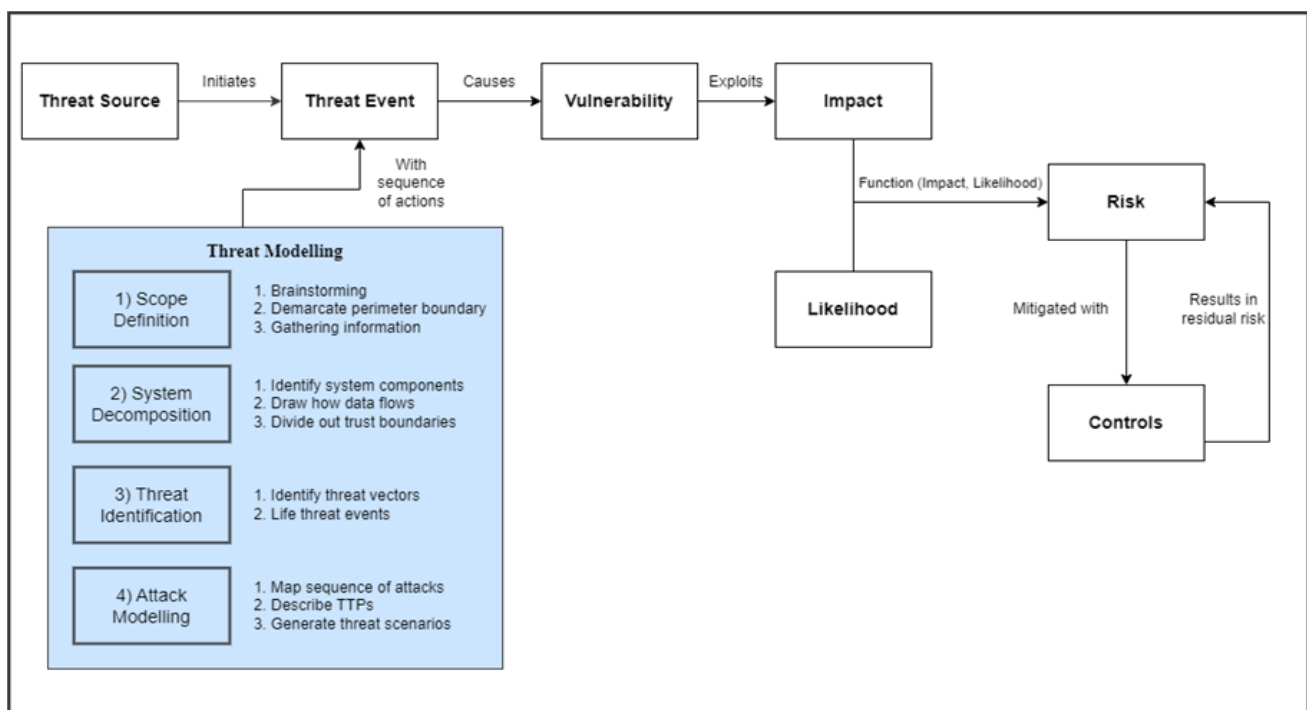 Initiates
Causes
Exploits
Threat Source
Threat Event
Vulnerability
Impact
With
sequence
of actions
Function (Impact, Likelihood)
Risk
Threat Modelling
1) Scope
Definition
1. Brainstorming
2. Demarcate perimeter boundary
3. Gathering information
Likelihood
Mitigated with
Results in
residual risk
2) System
Decomposition
1. Identify system components
2. Draw how data flows
3. Divide out trust boundaries
Controls
3) Threat
Identification
1. Identify threat vectors
2. Life threat events
4) Attack
Modelling
1. Map sequence of attacks
2. Describe TTPs
3. Generate threat scenarios